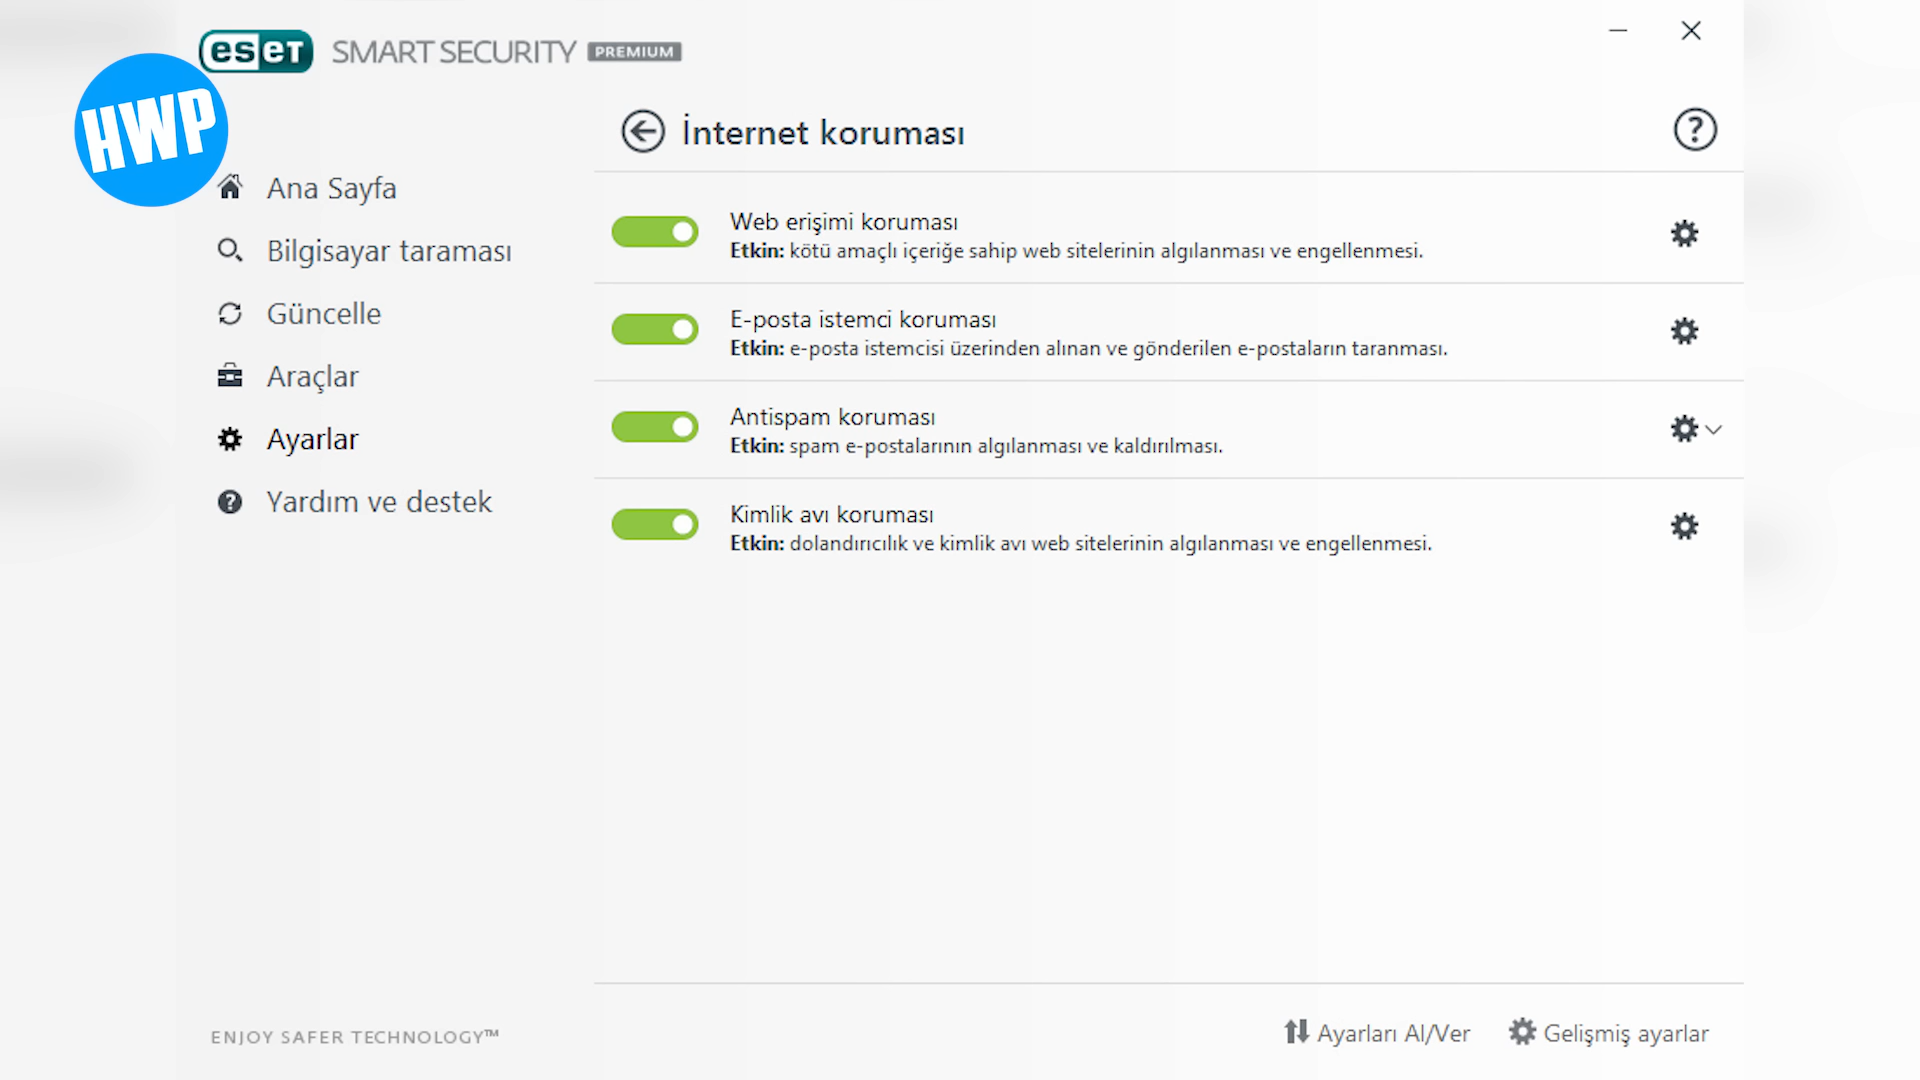 eseT SMART SECURITY PREMIUM
HWP
İnternet koruması
Ana Sayfa
Bilgisayar taraması
Güncelle
Araçlar
Ayarlar
Yardım ve destek
Web erişimi koruması
Etkin: kötü amaçlı içeriğe sahip web sitelerinin algılanması ve engellenmesi.
E-posta istemci koruması
Etkin: e-posta istemcisi üzerinden alınan ve gönderilen e-postaların taranması.
Antispam koruması
Etkin: spam e-postalarının algılanması ve kaldırılması.
Kimlik avı koruması
Etkin: dolandırıcılık ve kimlik avı web sitelerinin algılanması ve engellenmesi.
ENJOY SAFER TECHNOLOGY™
Ayarları Al/Ver
Gelişmiş ayarlar